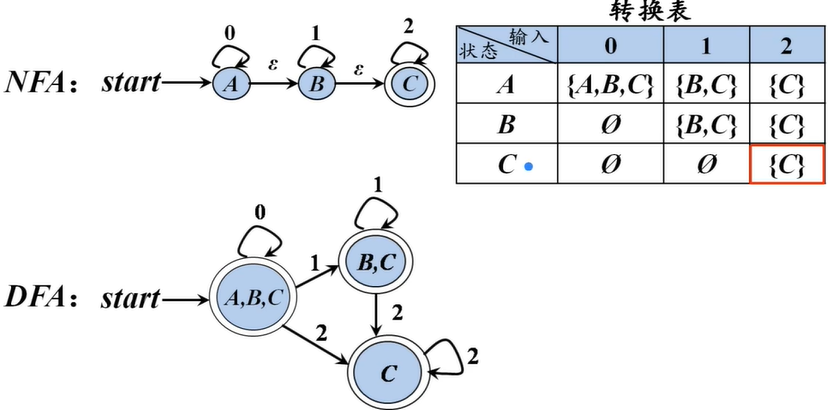 转换表
NFA： start
0
1
2
A
ε
B
ε
C
状态 输入 0 1 2
A {A,B,C} {B,C} {C}
B Ø {B,C} {C}
C Ø Ø {C}
DFA： start
0
A,B,C
1
1
B,C
2
2
C
2